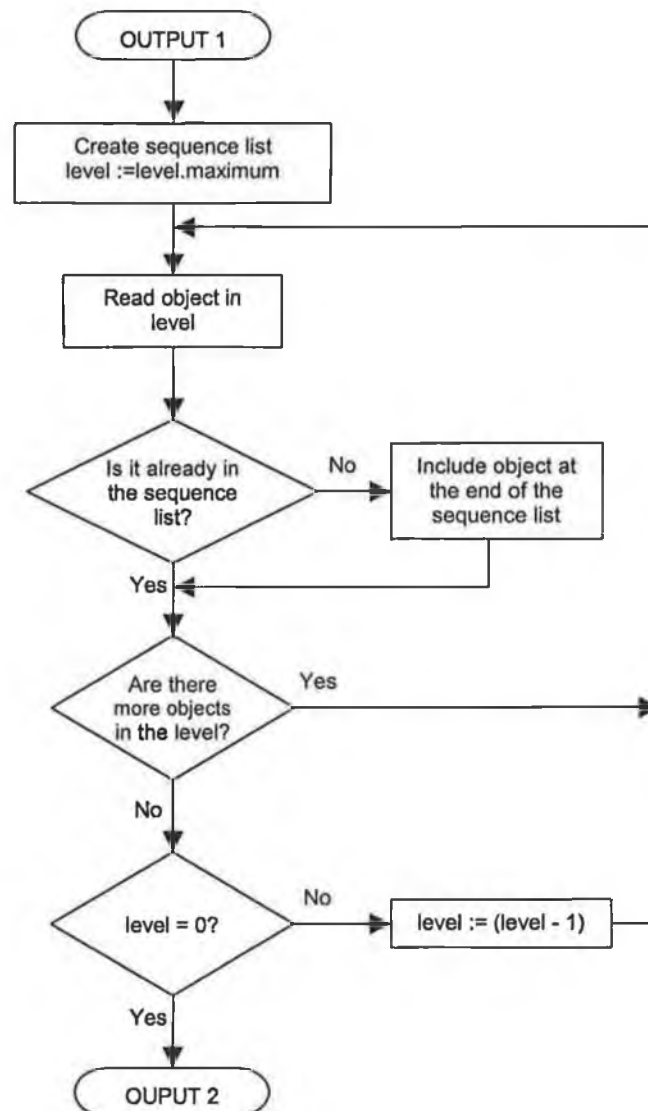 OUTPUT 1
Create sequence list
level :=level.maximum
Read object in
level
Is it already in
the sequence
list?
No
Include object at
the end of the
sequence list
Yes
Are there
more objects
in the level?
Yes
No
level = 0?
No
level := (level - 1)
Yes
OUPUT 2